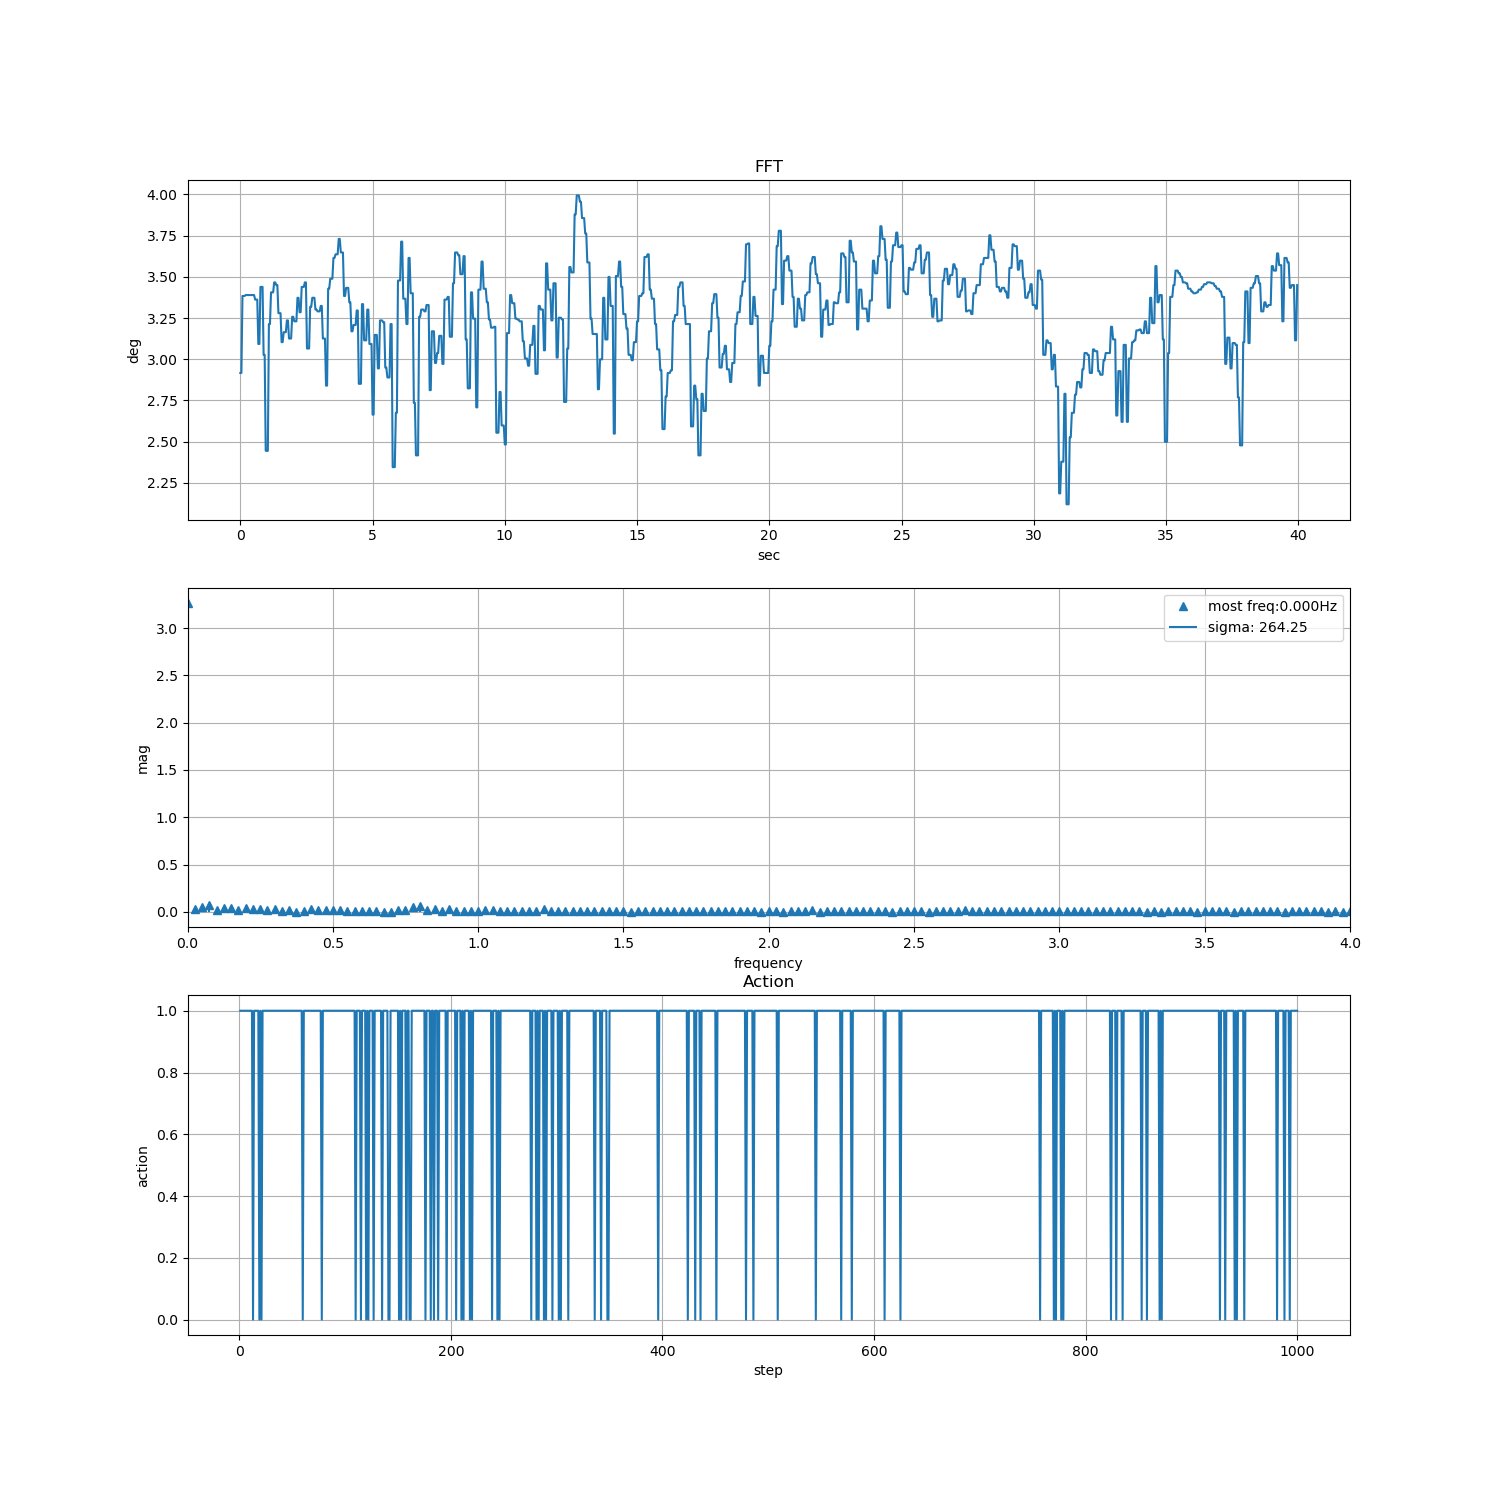 FFT
4.00
3.75
3.50
3.25
3.00
2.75
2.50
2.25
deg
0 5 10 15 20 25 30 35 40
sec
3.0
2.5
2.0
1.5
1.0
0.5
0.0
mag
most freq:0.000Hz
sigma: 264.25
0.0 0.5 1.0 1.5 2.0 2.5 3.0 3.5 4.0
frequency
Action
1.0
0.8
0.6
0.4
0.2
0.0
action
0 200 400 600 800 1000
step